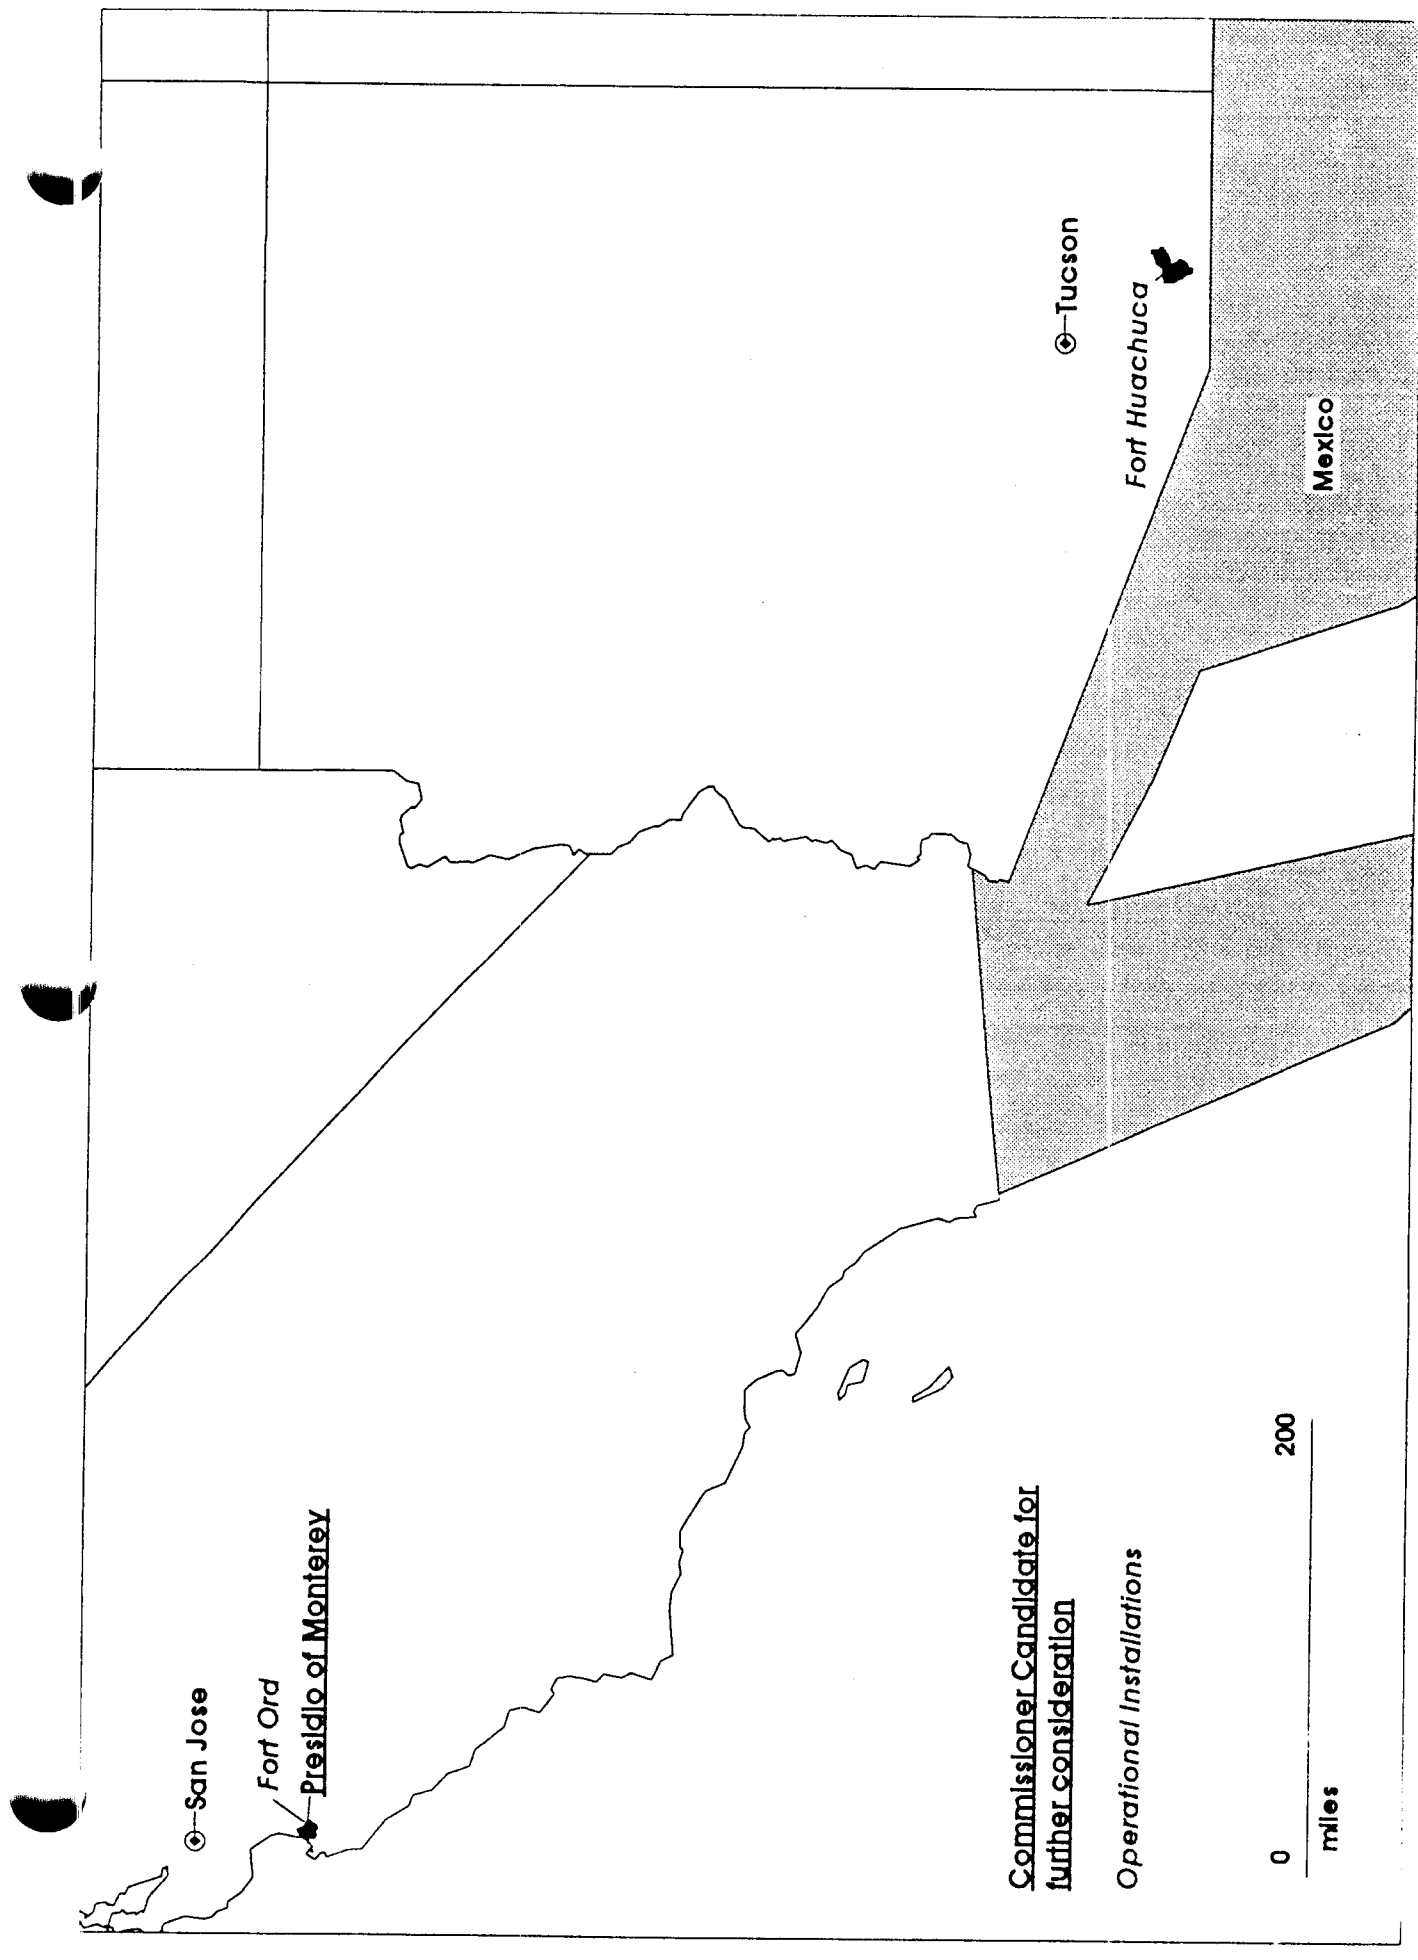 San Jose
Fort Ord
Presidio of Monterey
Tucson
Fort Huachuca
Mexico
Commissioner Candidate for
further consideration
Operational Installations
0 200
miles